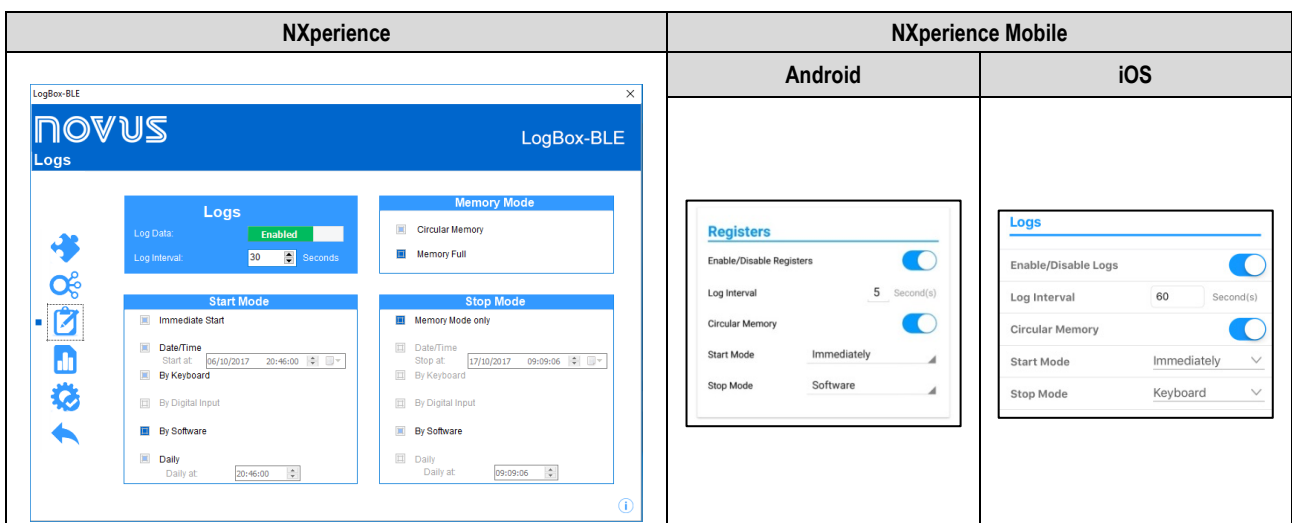 NXperience
NXperience Mobile
Android
iOS
LogBox-BLE
NOVUS
LogBox-BLE
Logs
Logs
Log Data:
Enabled
Log Interval:
30
Seconds
Memory Mode
Circular Memory
Memory Full
Start Mode
Immediate Start
Date/Time
Start at: 06/10/2017 20:46:00
By Keyboard
By Digital Input
By Software
Daily
Daily at: 20:46:00
Stop Mode
Memory Mode only
Date/Time
Stop at: 17/10/2017 09:09:06
By Keyboard
By Digital Input
By Software
Daily
Daily at: 09:09:06
Registers
Enable/Disable Registers
Log Interval 5 Second(s)
Circular Memory
Start Mode Immediately
Stop Mode Software
Logs
Enable/Disable Logs
Log Interval 60 Second(s)
Circular Memory
Start Mode Immediately
Stop Mode Keyboard